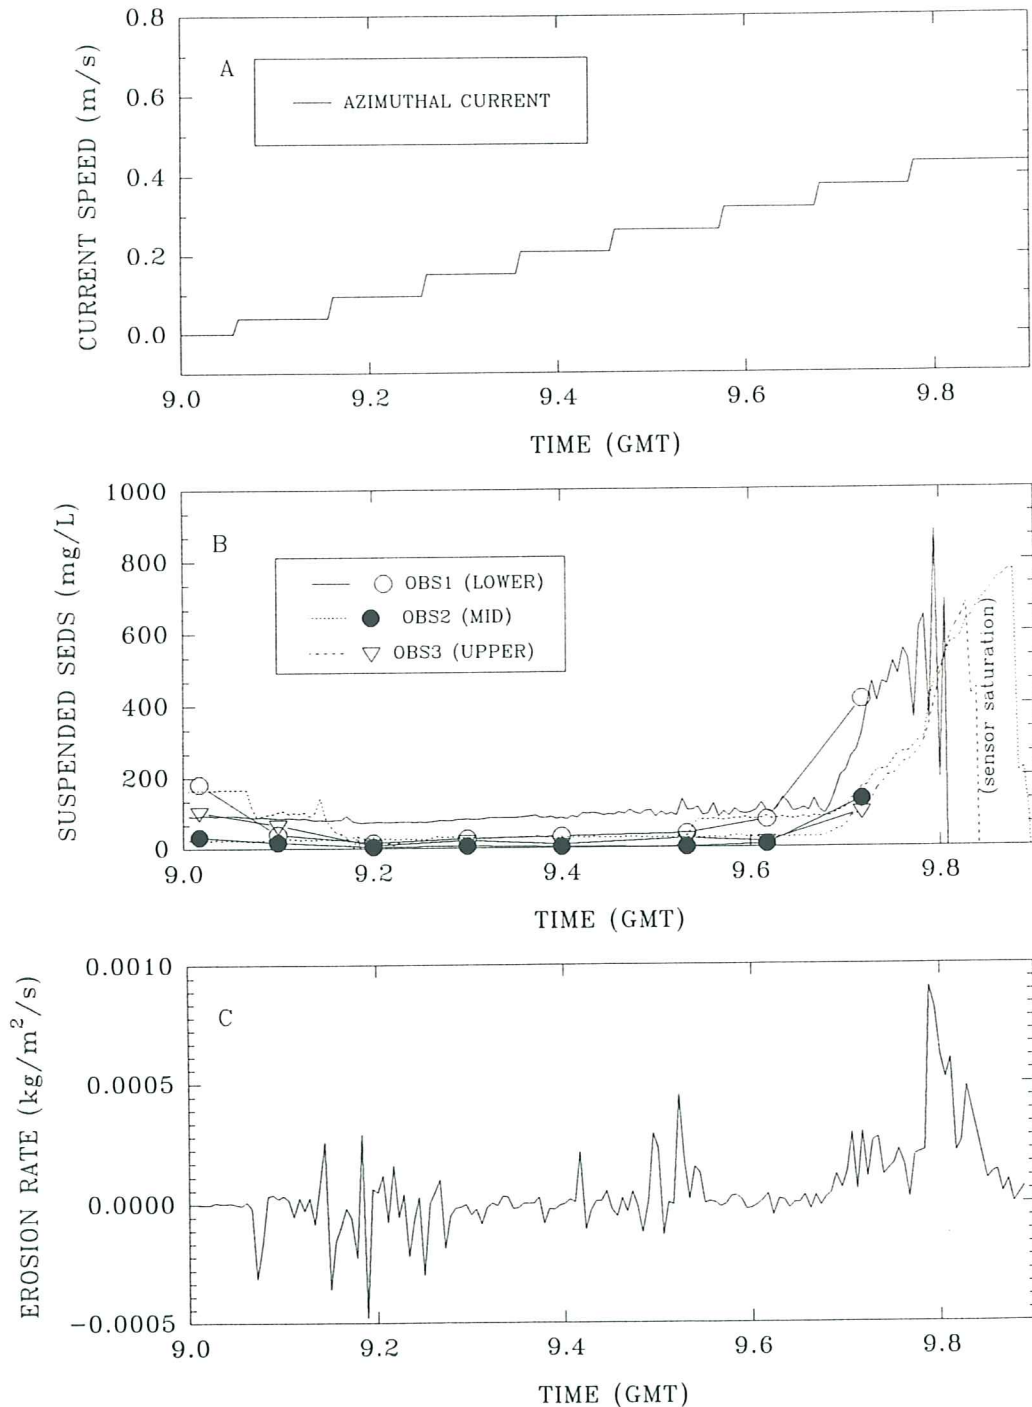 0.8
A
AZIMUTHAL CURRENT
0.6
0.4
0.2
0.0
CURRENT SPEED (m/s)
9.0 9.2 9.4 9.6 9.8
TIME (GMT)
1000
B
OBS1 (LOWER)
800
OBS2 (MID)
600
OBS3 (UPPER)
400
200
0
SUSPENDED SEDS (mg/L)
(sensor saturation)
9.0 9.2 9.4 9.6 9.8
TIME (GMT)
0.0010
C
0.0005
0.0000
-0.0005
EROSION RATE (kg/m²/s)
9.0 9.2 9.4 9.6 9.8
TIME (GMT)